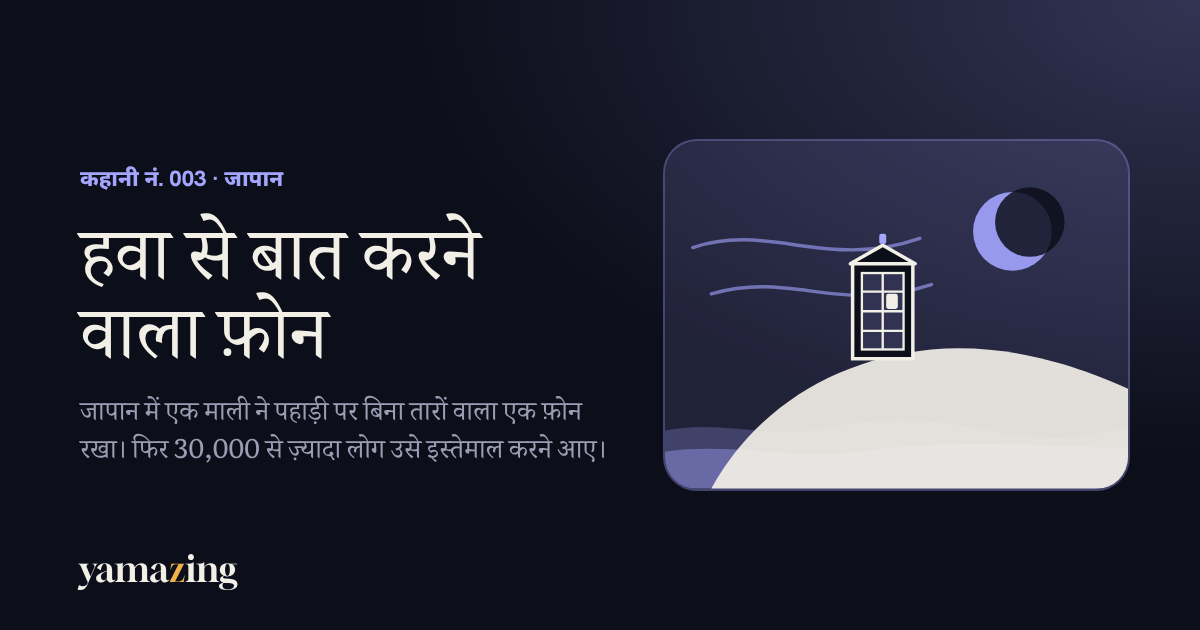 कहानी नं. 003 · जापान
हवा से बात करने
वाला फ़ोन
जापान में एक माली ने पहाड़ी पर बिना तारों वाला एक फ़ोन
रखा। फिर 30,000 से ज़्यादा लोग उसे इस्तेमाल करने आए।
yamazing